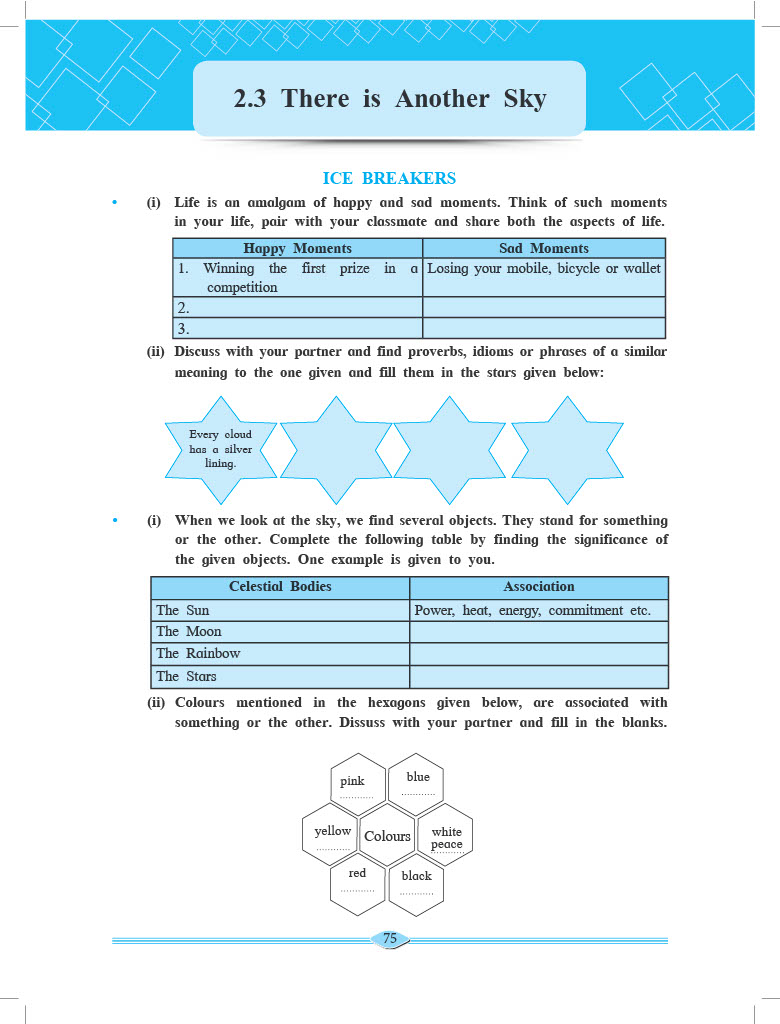 2.3 There is Another Sky
ICE BREAKERS
• (i) Life is an amalgam of happy and sad moments. Think of such moments
in your life, pair with your classmate and share both the aspects of life.
Happy Moments Sad Moments
1. Winning the first prize in a Losing your mobile, bicycle or wallet
competition
2.
3.
(ii) Discuss with your partner and find proverbs, idioms or phrases of a similar
meaning to the one given and fill them in the stars given below:
Every cloud
has a silver
lining.
• (i) When we look at the sky, we find several objects. They stand for something
or the other. Complete the following table by finding the significance of
the given objects. One example is given to you.
Celestial Bodies Association
The Sun Power, heat, energy, commitment etc.
The Moon
The Rainbow
The Stars
(ii) Colours mentioned in the hexagons given below, are associated with
something or the other. Dissuss with your partner and fill in the blanks.
pink blue
............ ............
yellow Colours white
............ peace
............
red black
............ ............
75